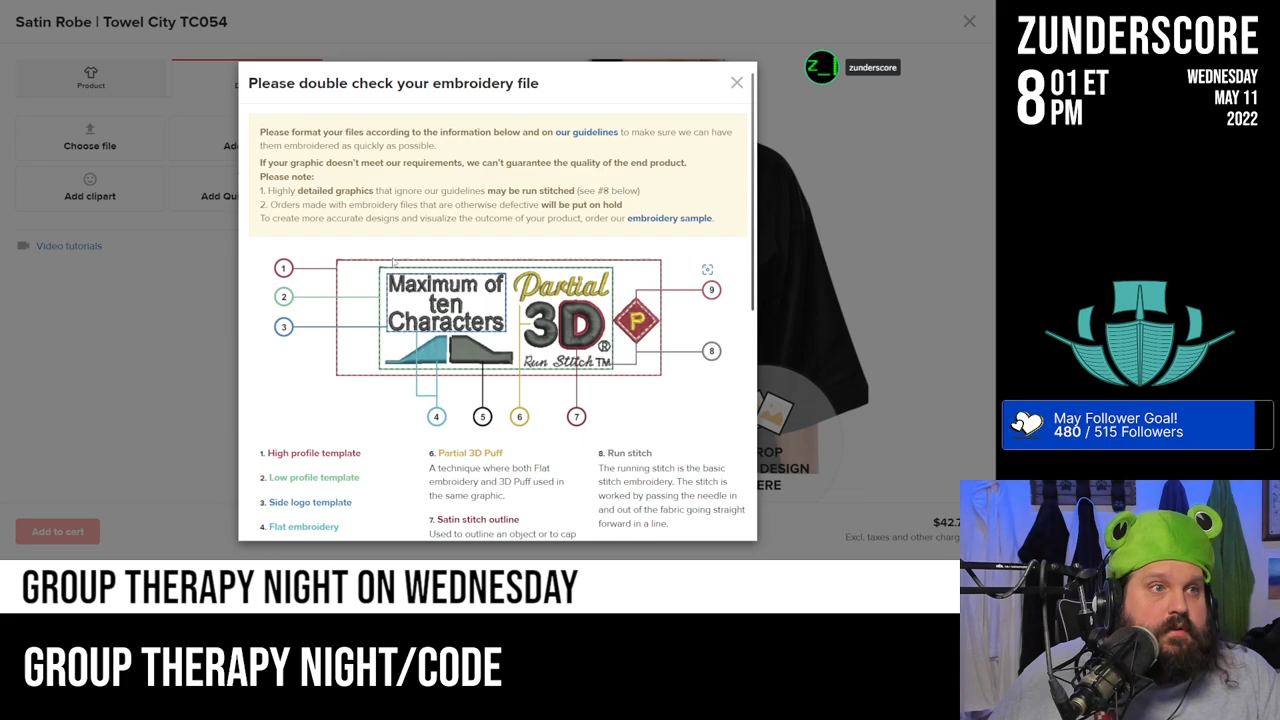 Satin Robe | Towel City TC054
Product
Choose file
Add clipart
Video tutorials
Add to cart
Please double check your embroidery file
Please format your files according to the information below and on our guidelines to make sure we can have
them embroidered as quickly as possible.
If your graphic doesn't meet our requirements, we can't guarantee the quality of the end product.
Please note:
1. Highly detailed graphics that ignore our guidelines may be run stitched (see #8 below)
2. Orders made with embroidery files that are otherwise defective will be put on hold
To create more accurate designs and visualize the outcome of your product, order our embroidery sample.
1
2
3
Maximum of
ten
Characters
Partial
3D
®
Run Stitch™
P
9
8
4
5
6
7
1. High profile template
2. Low profile template
3. Side logo template
4. Flat embroidery
6. Partial 3D Puff
A technique where both Flat
embroidery and 3D Puff used in
the same graphic.
7. Satin stitch outline
Used to outline an object or to cap
8. Run stitch
The running stitch is the basic
stitch embroidery. The stitch is
worked by passing the needle in
and out of the fabric going straight
forward in a line.
z_
zunderscore
DESIGN
ERE
$42.7
Excl. taxes and other charg
ZUNDERSCORE
8 01 ET
PM
WEDNESDAY
MAY 11
2022
May Follower Goal!
480 / 515 Followers
GROUP THERAPY NIGHT ON WEDNESDAY
GROUP THERAPY NIGHT/CODE